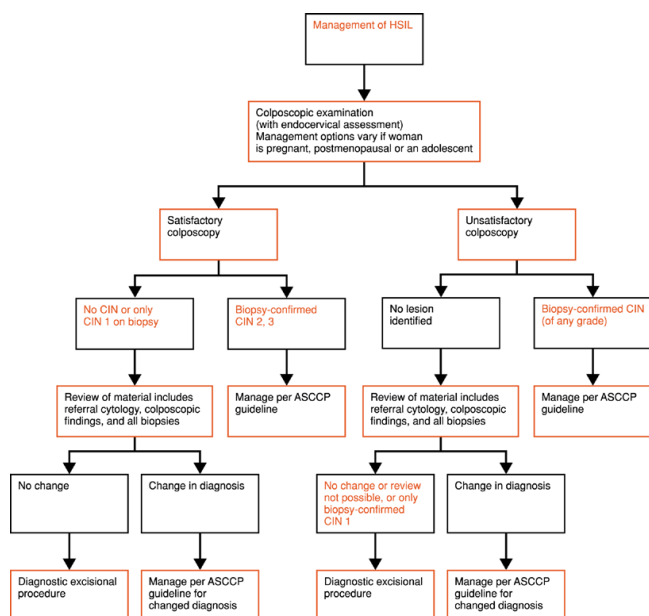 Management of HSIL
Colposcopic examination
(with endocervical assessment)
Management options vary if woman
is pregnant, postmenopausal or an adolescent
Satisfactory
colposcopy
Unsatisfactory
colposcopy
No CIN or only
CIN 1 on biopsy
Biopsy-confirmed
CIN 2, 3
No lesion
identified
Biopsy-confirmed CIN
(of any grade)
Review of material includes
referral cytology, colposcopic
findings, and all biopsies
Manage per ASCCP
guideline
Review of material includes
referral cytology, colposcopic
findings, and all biopsies
Manage per ASCCP
guideline
No change
Change in diagnosis
No change or review
not possible, or only
biopsy-confirmed
CIN 1
Change in diagnosis
Diagnostic excisional
procedure
Manage per ASCCP
guideline for
changed diagnosis
Diagnostic excisional
procedure
Manage per ASCCP
guideline for
changed diagnosis